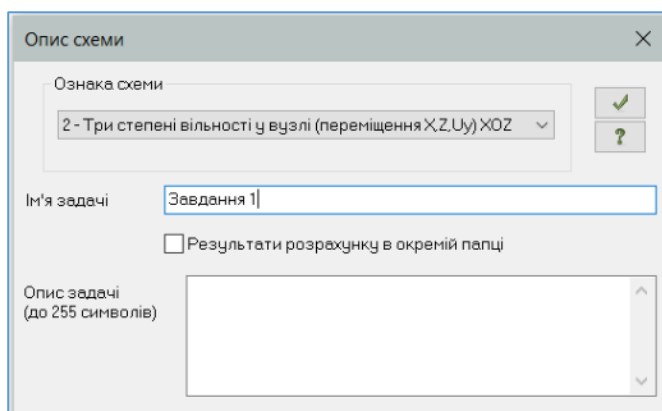 Опис схеми
Ознака схеми
2 - Три степені вільності у вузлі (переміщення X,Z,Uy) XOZ
?
Ім'я задачі
Завдання 1
Результати розрахунку в окремій папці
Опис задачі
(до 255 символів)